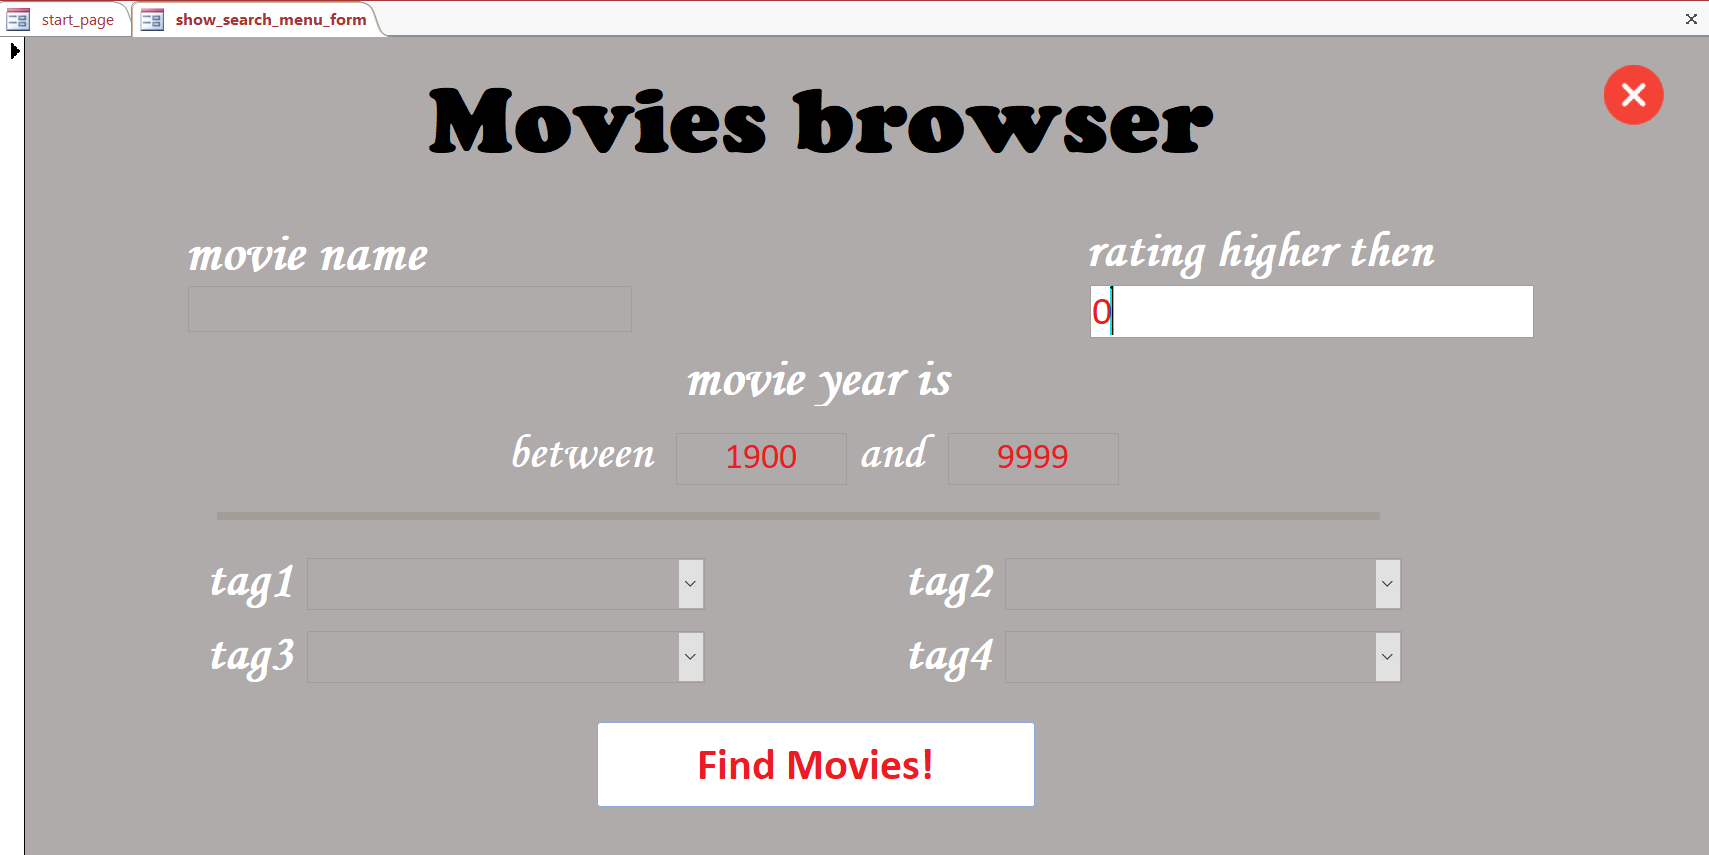 start_page
show_search_menu_form
Movies browser
movie name
rating higher then
0
movie year is
between 1900 and 9999
tag1
tag2
tag3
tag4
Find Movies!